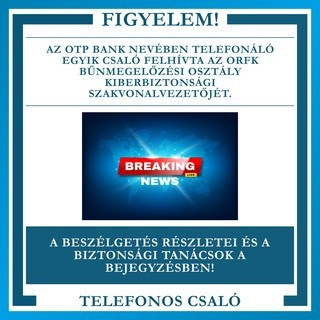 FIGYELEM!
AZ OTP BANK NEVÉBEN TELEFONÁLÓ
EGYIK CSALÓ FELHÍVTA AZ ORFK
BŰNMEGELŐZÉSI OSZTÁLY
KIBERBIZTONSÁGI
SZAKVONALVEZETŐJÉT.
BREAKING
LIVE
NEWS
A BESZÉLGETÉS RÉSZLETEI ÉS A
BIZTONSÁGI TANÁCSOK A
BEJEGYZÉSBEN!
TELEFONOS CSALÓ